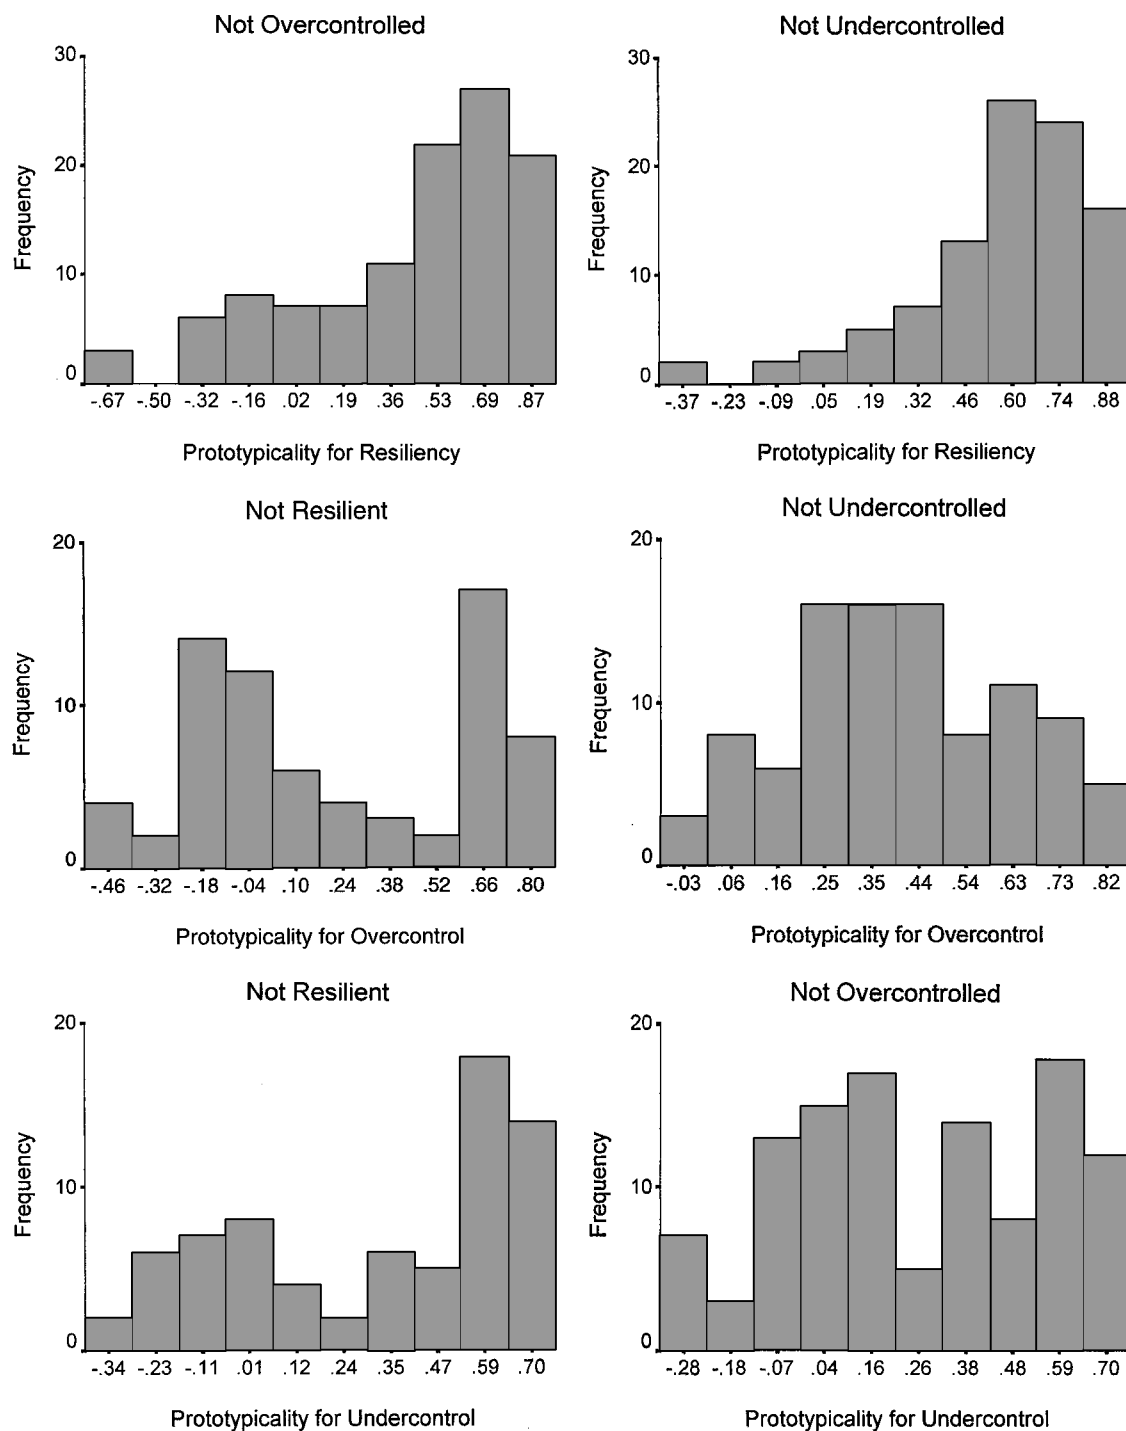 Not Overcontrolled
30
20
10
0
Frequency
-.67 -.50 -.32 -.16 .02 .19 .36 .53 .69 .87
Prototypicality for Resiliency
Not Undercontrolled
30
20
10
0
Frequency
-.37 -.23 -.09 .05 .19 .32 .46 .60 .74 .88
Prototypicality for Resiliency
Not Resilient
20
10
0
Frequency
-.46 -.32 -.18 -.04 .10 .24 .38 .52 .66 .80
Prototypicality for Overcontrol
Not Undercontrolled
20
10
0
Frequency
-.03 .06 .16 .25 .35 .44 .54 .63 .73 .82
Prototypicality for Overcontrol
Not Resilient
20
10
0
Frequency
-.34 -.23 -.11 .01 .12 .24 .35 .47 .59 .70
Prototypicality for Undercontrol
Not Overcontrolled
20
10
0
Frequency
-.28 -.18 -.07 .04 .16 .26 .38 .48 .59 .70
Prototypicality for Undercontrol